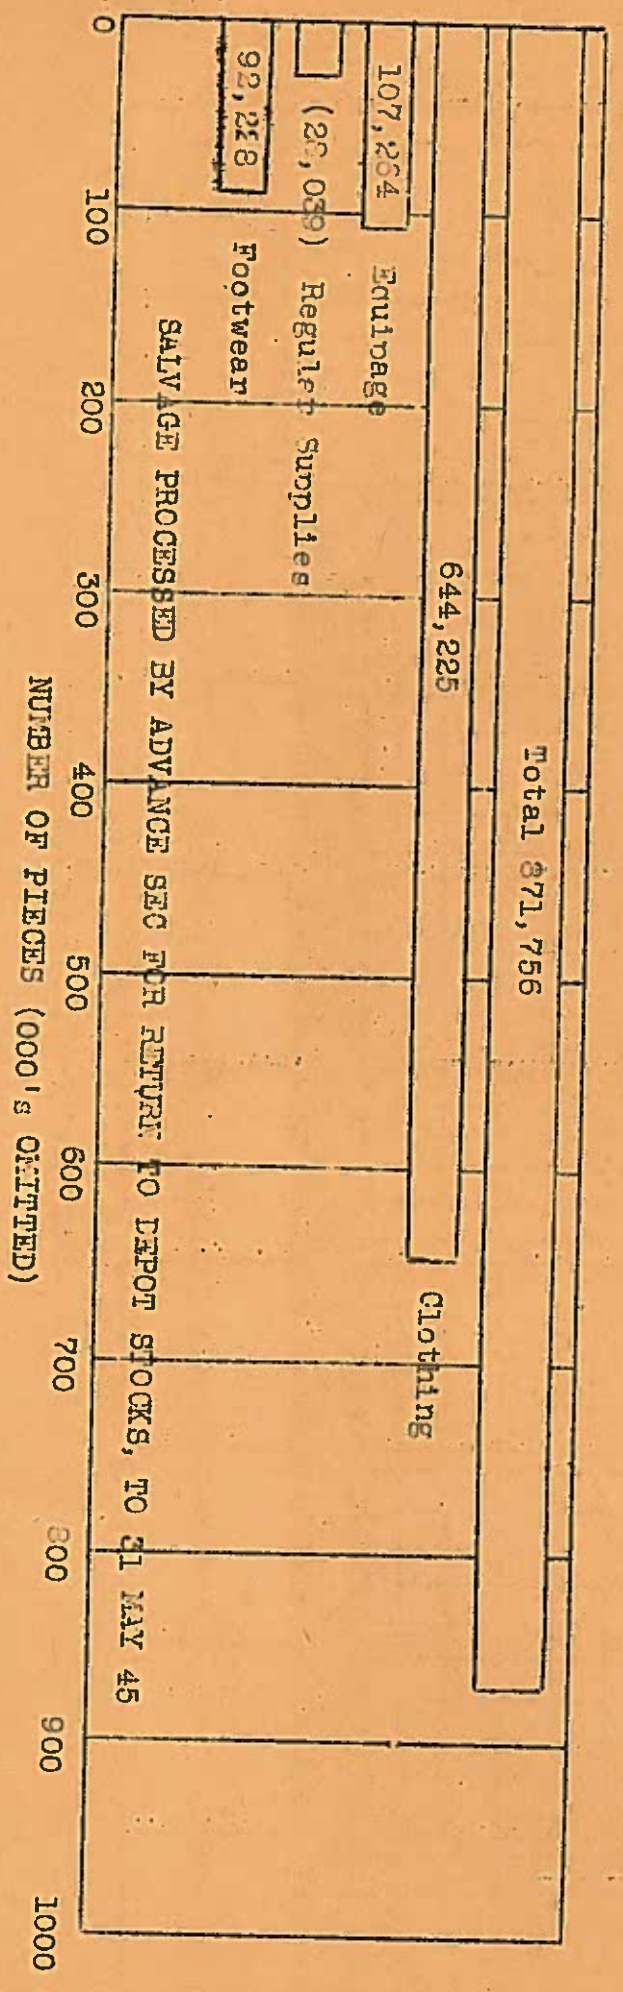 Total 871,756
644,225 Clothing
107,264 Equipage
(28,039) Regular Supplies
92,228 Footwear
SALVAGE PROCESSED BY ADVANCE SEC FOR RETURN TO DEPOT STOCKS, TO 31 MAY 45
0 100 200 300 400 500 600 700 800 900 1000
NUMBER OF PIECES (000's OMITTED)